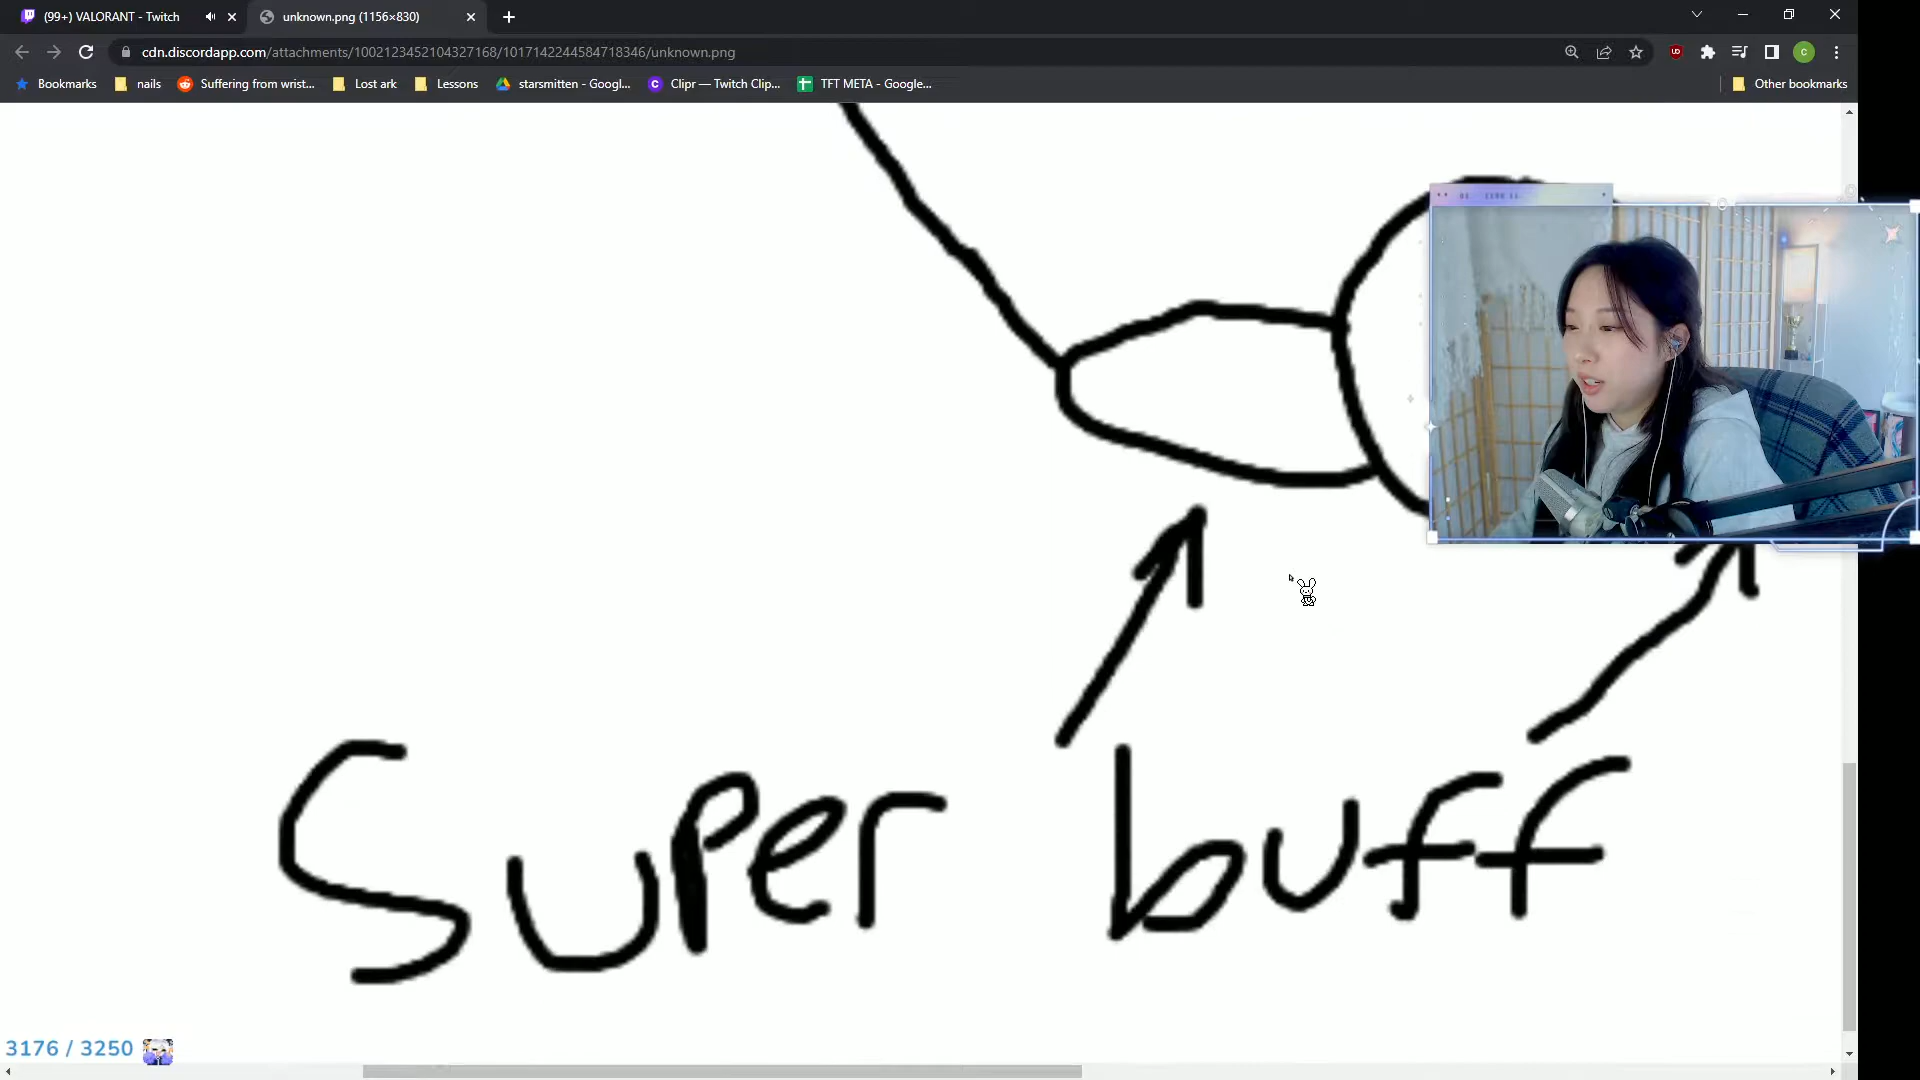 (99+) VALORANT - Twitch
unknown.png (1156×830)
cdn.discordapp.com/attachments/1002123452104327168/1017142244584718346/unknown.png
Bookmarks nails Suffering from wrist... Lost ark Lessons starsmitten - Googl... Clipr — Twitch Clip... TFT META - Google... Other bookmarks
Super buff
3176 / 3250